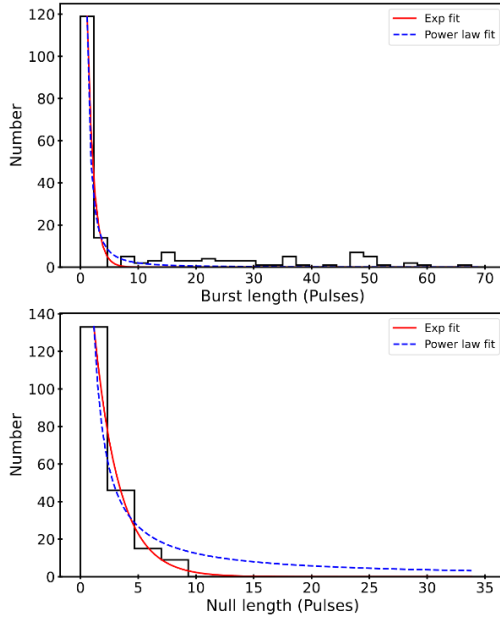 120
100
80
60
40
20
0
Number
Exp fit
Power law fit
0 10 20 30 40 50 60 70
Burst length (Pulses)
140
120
100
80
60
40
20
0
Number
Exp fit
Power law fit
0 5 10 15 20 25 30 35
Null length (Pulses)